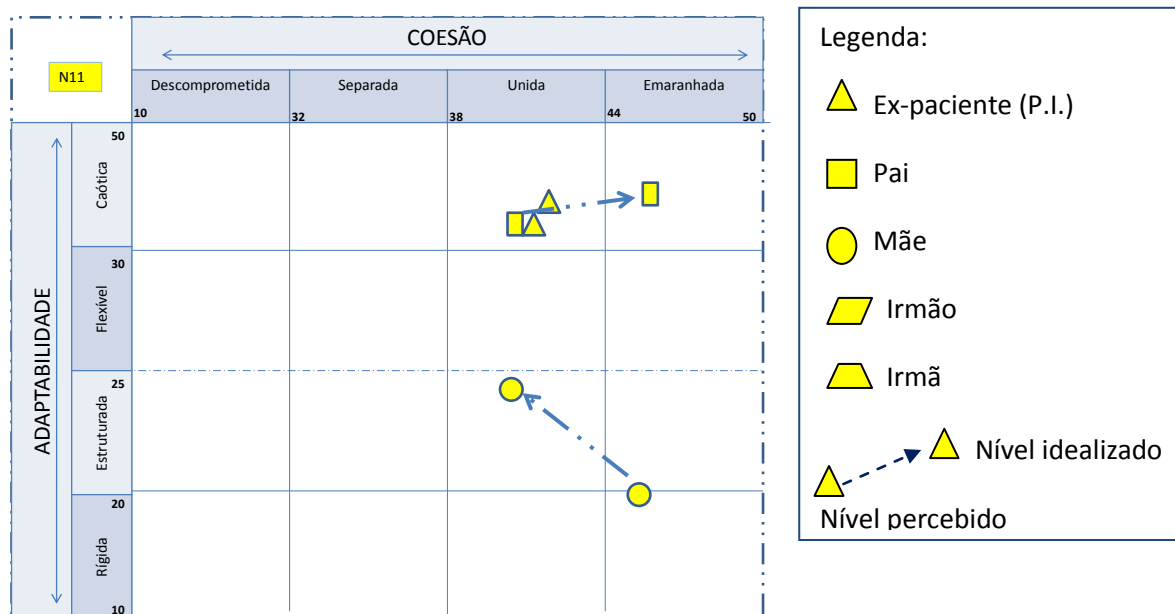 COESÃO
N11
Descomprometida
Separada
Unida
Emaranhada
10
32
38
44
50
ADAPTABILIDADE
50
Caótica
30
Flexível
25
Estruturada
20
Rígida
10
Legenda:
Ex-paciente (P.I.)
Pai
Mãe
Irmão
Irmã
Nível idealizado
Nível percebido